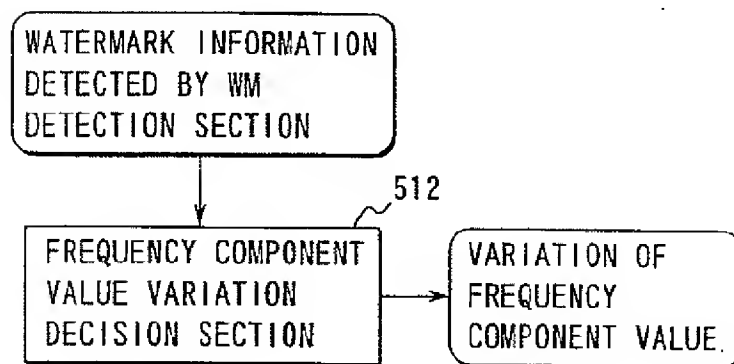 WATERMARK INFORMATION
DETECTED BY WM
DETECTION SECTION
512
FREQUENCY COMPONENT
VALUE VARIATION
DECISION SECTION
VARIATION OF
FREQUENCY
COMPONENT VALUE